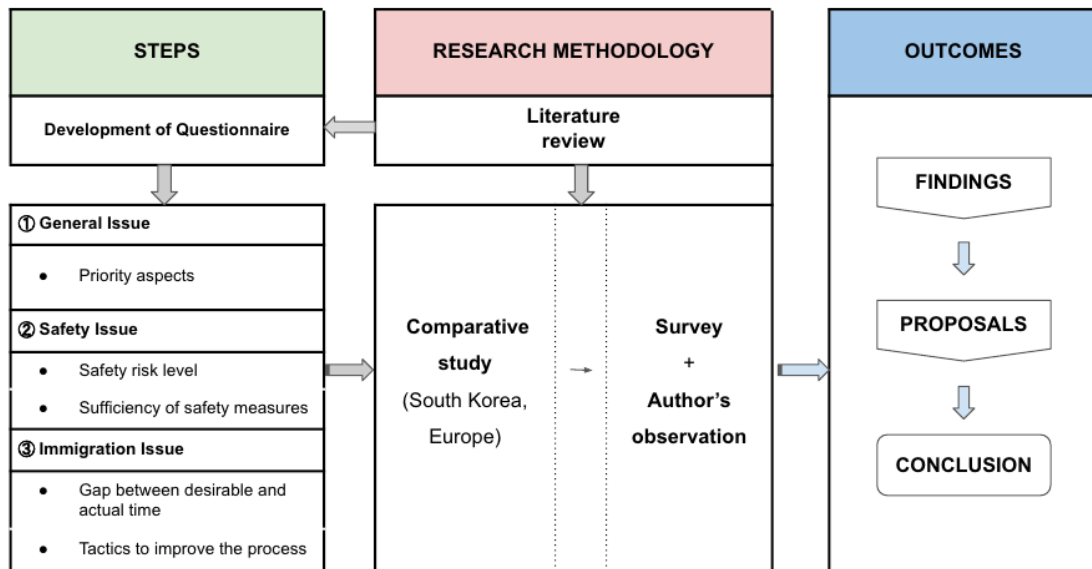 STEPS
Development of Questionnaire
① General Issue
● Priority aspects
② Safety Issue
● Safety risk level
● Sufficiency of safety measures
③ Immigration Issue
● Gap between desirable and
actual time
● Tactics to improve the process
RESEARCH METHODOLOGY
Literature
review
Comparative
study
(South Korea,
Europe)
Survey
+
Author's
observation
OUTCOMES
FINDINGS
PROPOSALS
CONCLUSION